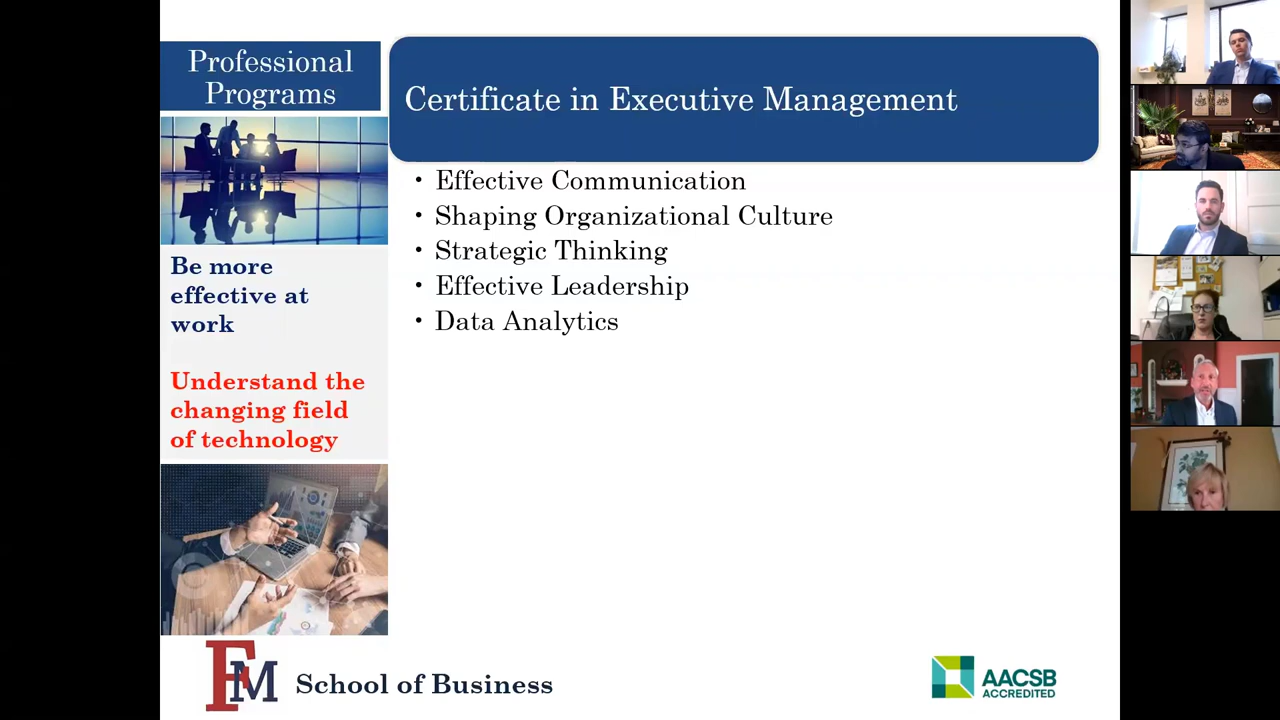 Professional
Programs
Certificate in Executive Management
• Effective Communication
• Shaping Organizational Culture
• Strategic Thinking
• Effective Leadership
• Data Analytics
Be more
effective at
work
Understand the
changing field
of technology
FM School of Business
AACSB
ACCREDITED